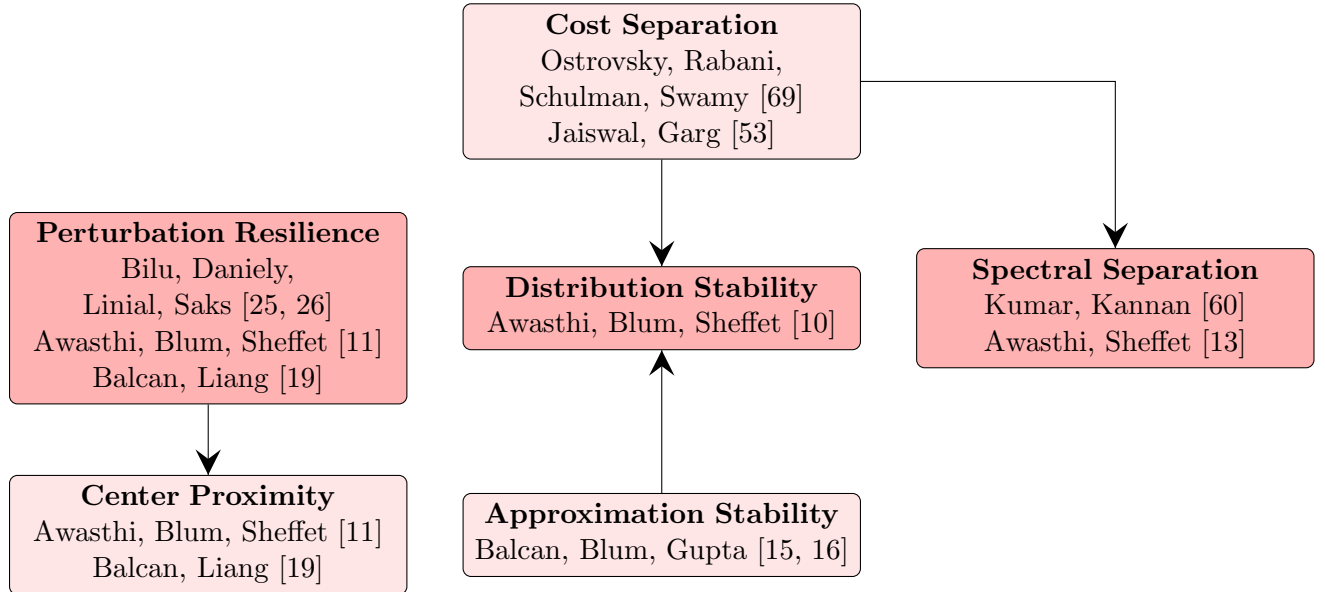 Cost Separation
Ostrovsky, Rabani,
Schulman, Swamy [69]
Jaiswal, Garg [53]
Perturbation Resilience
Bilu, Daniely,
Linial, Saks [25, 26]
Awasthi, Blum, Sheffet [11]
Balcan, Liang [19]
Distribution Stability
Awasthi, Blum, Sheffet [10]
Spectral Separation
Kumar, Kannan [60]
Awasthi, Sheffet [13]
Center Proximity
Awasthi, Blum, Sheffet [11]
Balcan, Liang [19]
Approximation Stability
Balcan, Blum, Gupta [15, 16]